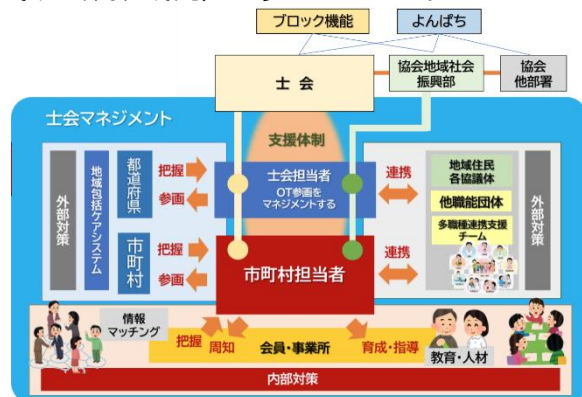 ブロック機能
よんぱち
士 会
協会地域社会
振興部
協会
他部署
士会マネジメント
支援体制
外部対策
地域包括ケアシステム
都道府県
把握
参画
士会担当者
OT参画を
マネジメントする
連携
地域住民
各協議体
他職能団体
多職種連携支援
チーム
外部対策
市町村
把握
参画
市町村担当者
連携
情報
マッチング
把握
周知
会員・事業所
育成・指導
教育・人材
内部対策